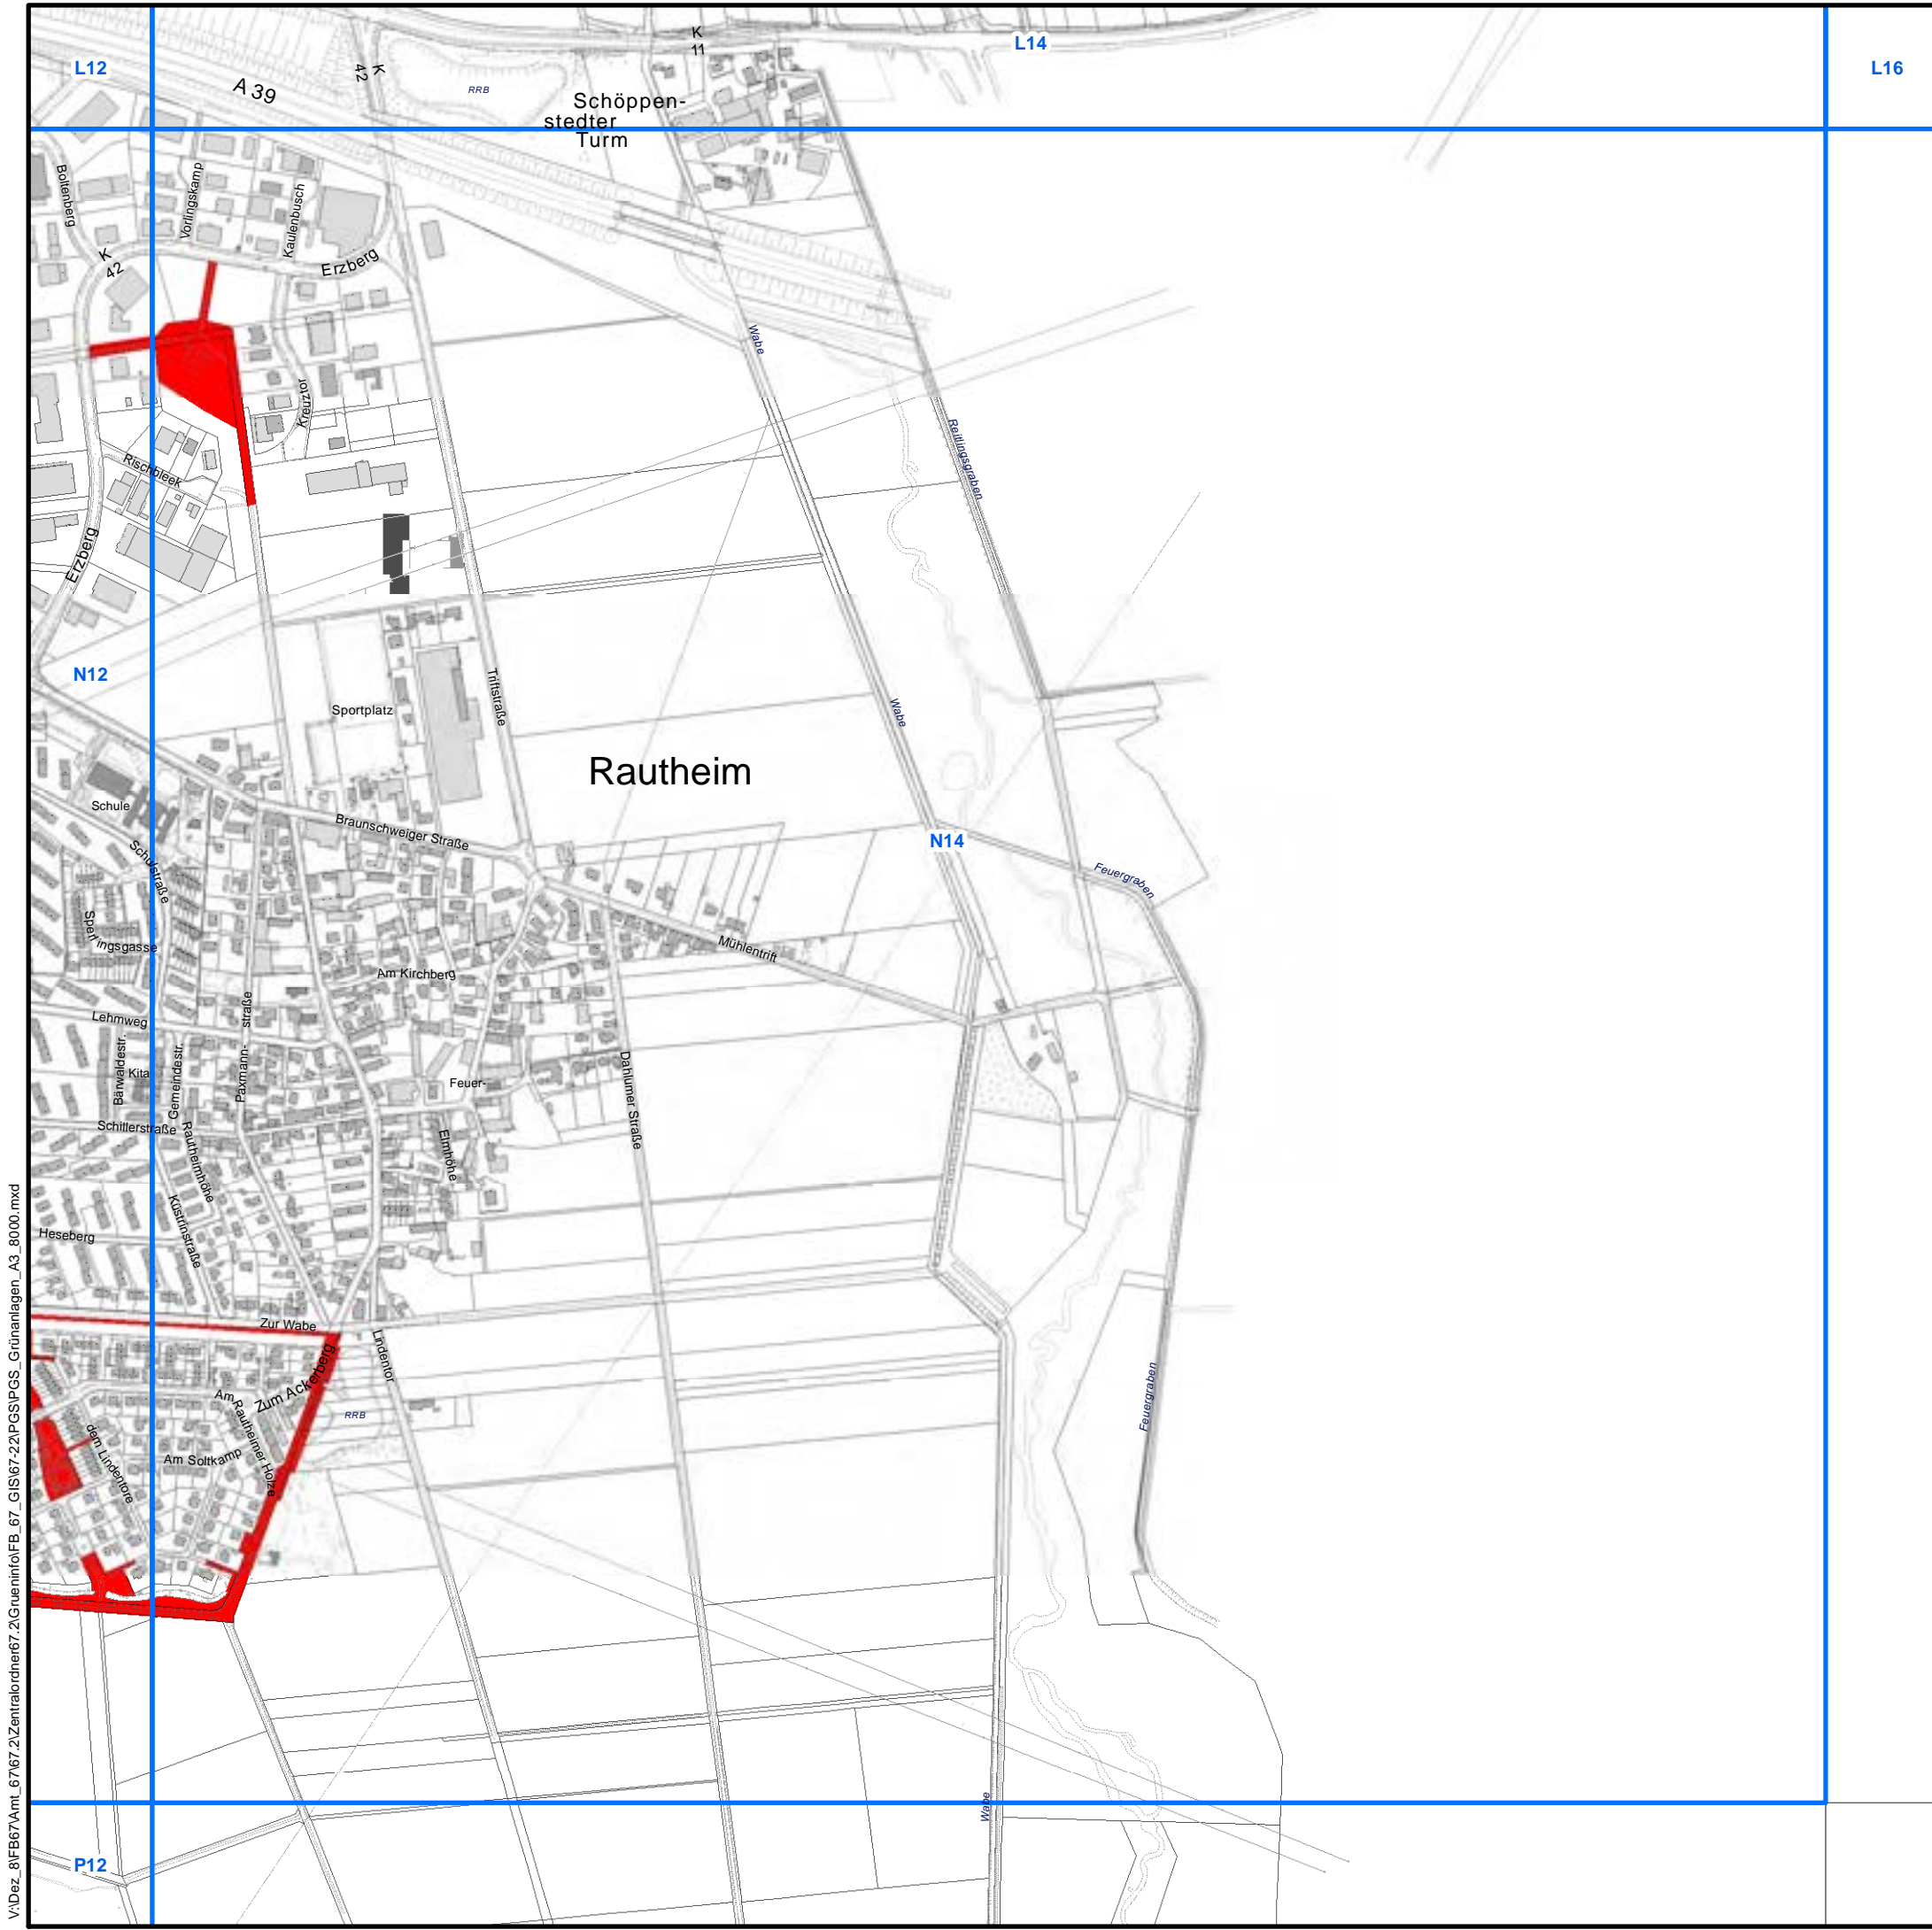 L12
L14
L16
K
11
K
42
A 39
RRB
Schöppen-
stedter
Turm
Boltenberg
Vorlingskamp
Kaulenbusch
K
42
Erzberg
Wabe
Kreuztor
Reitlingsgraben
Rischbleek
Erzberg
N12
Sportplatz
Triftstraße
Wabe
Rautheim
Schule
Braunschweiger Straße
N14
Schulstraße
Feuergraben
Sperlingsgasse
Mühlentrift
Am Kirchberg
Lehmweg
Paxmann-
straße
Bärwaldestr.
Kita
Gemeindestr.
Feuer-
Dahlumer Straße
Schillerstraße
Rautheimhöhe
Elmhöhe
Küstrinstraße
Heseberg
Zur Wabe
Lindentor
Zum Ackerberg
Am
Rautheimer Holze
RRB
Feuergraben
dem Lindentore
Am Soltkamp
Wabe
P12
V:\Dez_8\FB67\Amt_67\67.2\Zentralordner67.2\Grueninfo\FB_67_GIS\67-22\PGS\PGS_Grünanlagen_A3_8000.mxd